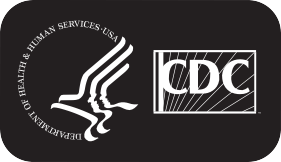 DEPARTMENT OF HEALTH & HUMAN SERVICES • USA
CDC